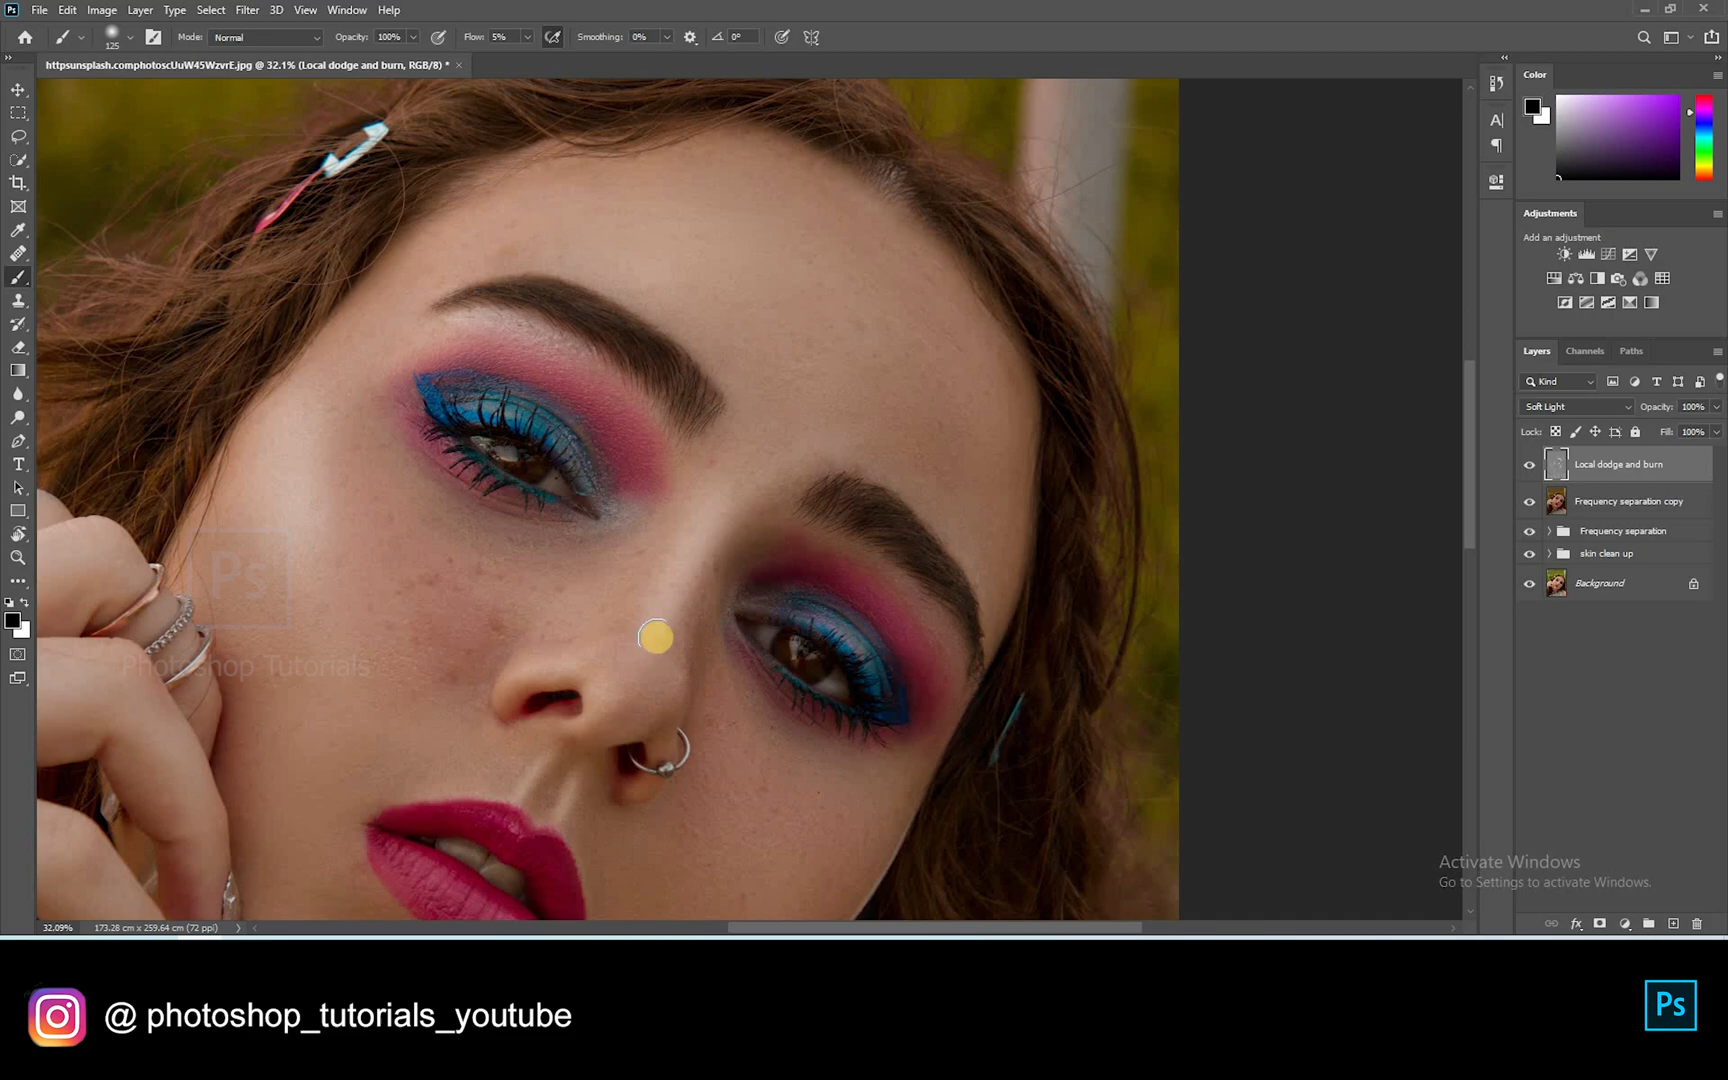 Ps
File Edit Image Layer Type Select Filter 3D View Window Help
125
Mode: Normal
Opacity: 100%
Flow: 5%
Smoothing: 0%
0°
httpsunsplash.comphotoscUuW45WzvrE.jpg @ 32.1% (Local dodge and burn, RGB/8) *
Color
Adjustments
Add an adjustment
Layers Channels Paths
Kind
Soft Light
Opacity: 100%
Lock:
Fill: 100%
Local dodge and burn
Frequency separation copy
Frequency separation
skin clean up
Background
Ps
Photoshop Tutorials
Activate Windows
Go to Settings to activate Windows.
32.09%
173.28 cm x 259.64 cm (72 ppi)
@ photoshop_tutorials_youtube
Ps